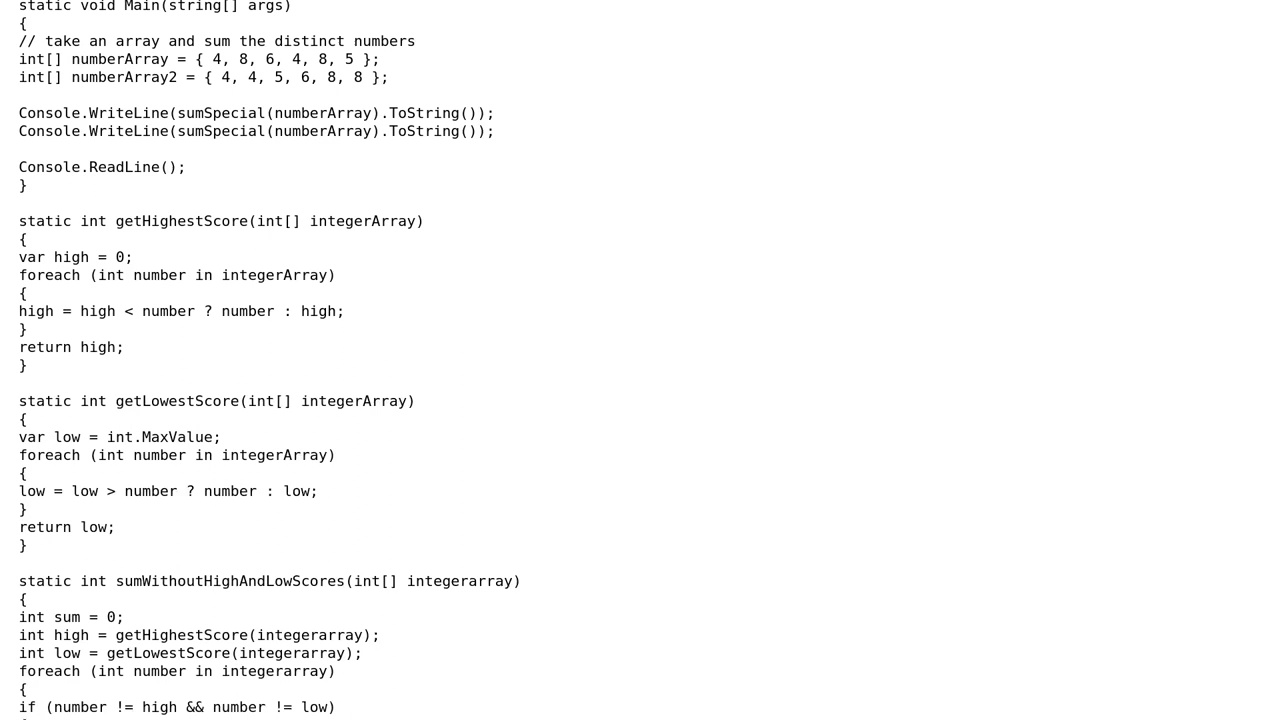 static void Main(string[] args)
{
// take an array and sum the distinct numbers
int[] numberArray = { 4, 8, 6, 4, 8, 5 };
int[] numberArray2 = { 4, 4, 5, 6, 8, 8 };
Console.WriteLine(sumSpecial(numberArray).ToString());
Console.WriteLine(sumSpecial(numberArray).ToString());
Console.ReadLine();
}
static int getHighestScore(int[] integerArray)
{
var high = 0;
foreach (int number in integerArray)
{
high = high < number ? number : high;
}
return high;
}
static int getLowestScore(int[] integerArray)
{
var low = int.MaxValue;
foreach (int number in integerArray)
{
low = low > number ? number : low;
}
return low;
}
static int sumWithoutHighAndLowScores(int[] integerarray)
{
int sum = 0;
int high = getHighestScore(integerarray);
int low = getLowestScore(integerarray);
foreach (int number in integerarray)
{
if (number != high && number != low)